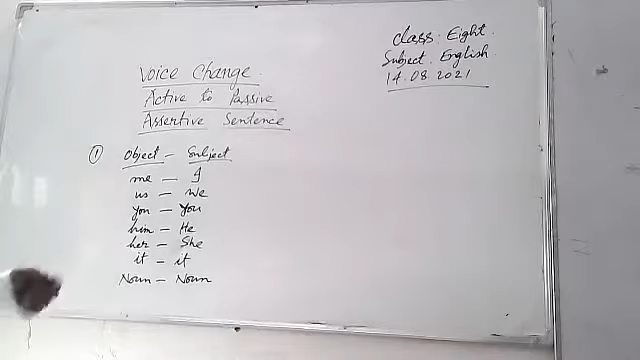 Class : Eight.
Subject. English.
14.08.2021
Voice Change.
Active to Passive
Assertive Sentence
① Object – Subject
me – I
us – We
you – You
him – He
her – She
it – it
Noun – Noun